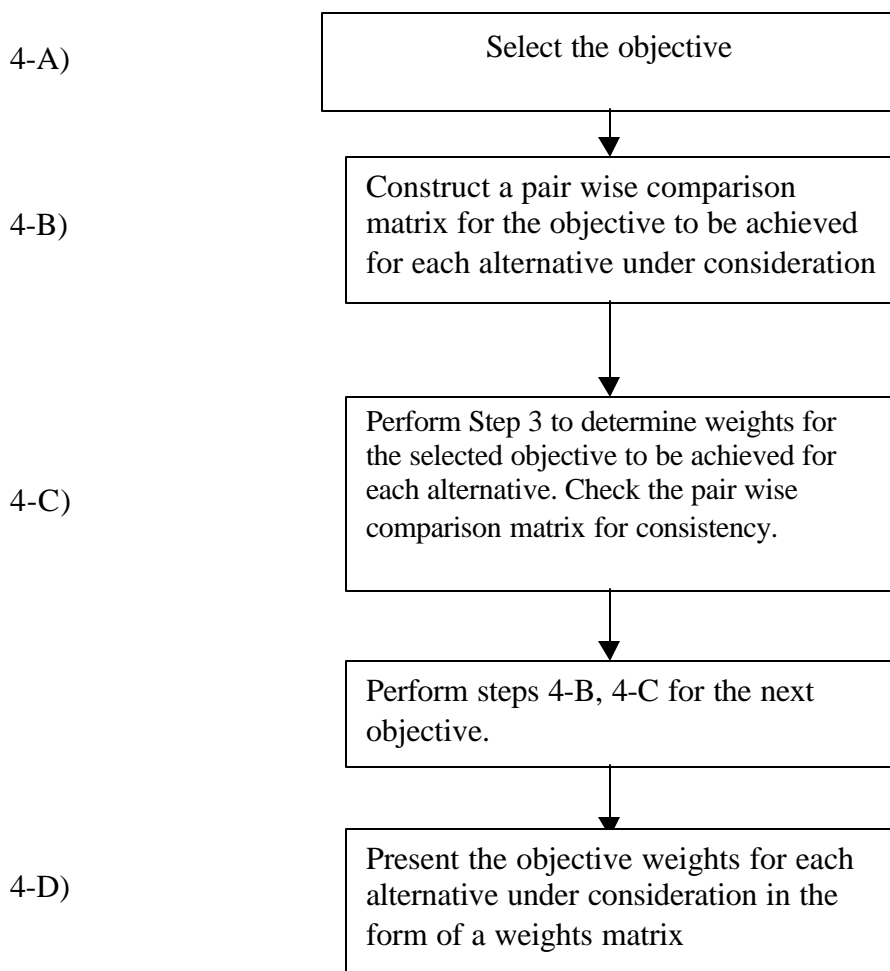 4-A)
Select the objective
4-B)
Construct a pair wise comparison
matrix for the objective to be achieved
for each alternative under consideration
4-C)
Perform Step 3 to determine weights for
the selected objective to be achieved for
each alternative. Check the pair wise
comparison matrix for consistency.
Perform steps 4-B, 4-C for the next
objective.
4-D)
Present the objective weights for each
alternative under consideration in the
form of a weights matrix